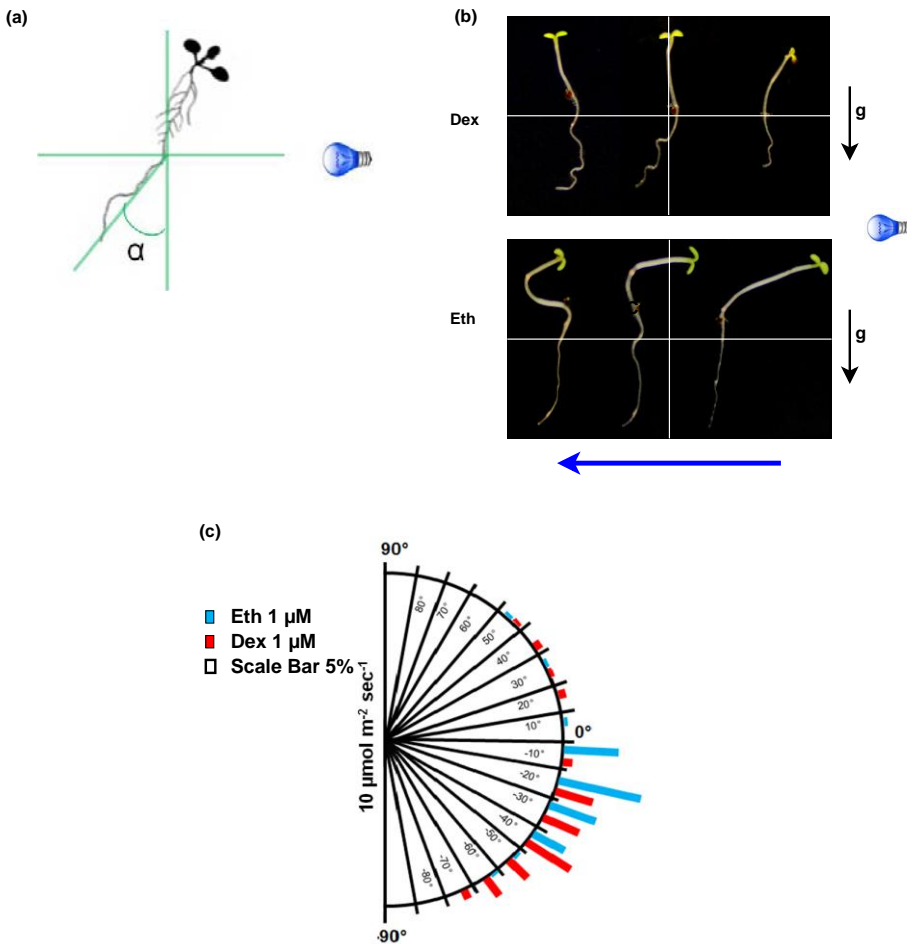 (a)
α
(b)
Dex
g
Eth
g
(c)
Eth 1 µM
Dex 1 µM
Scale Bar 5%
10 µmol m-2 sec-1
90°
80°
70°
60°
50°
40°
30°
20°
10°
0°
-10°
-20°
-30°
-40°
-50°
-60°
-70°
-80°
-90°